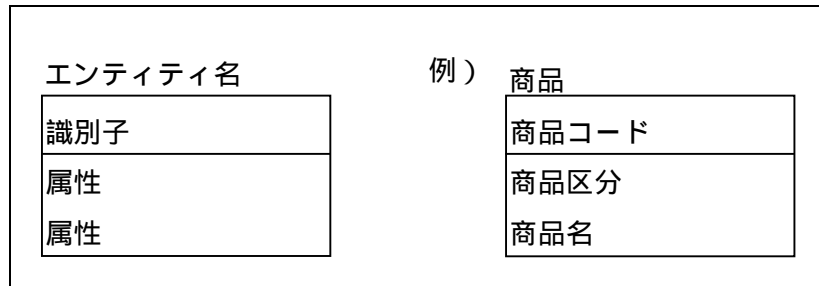 エンティティ名
識別子
属性
属性
例）
商品
商品コード
商品区分
商品名